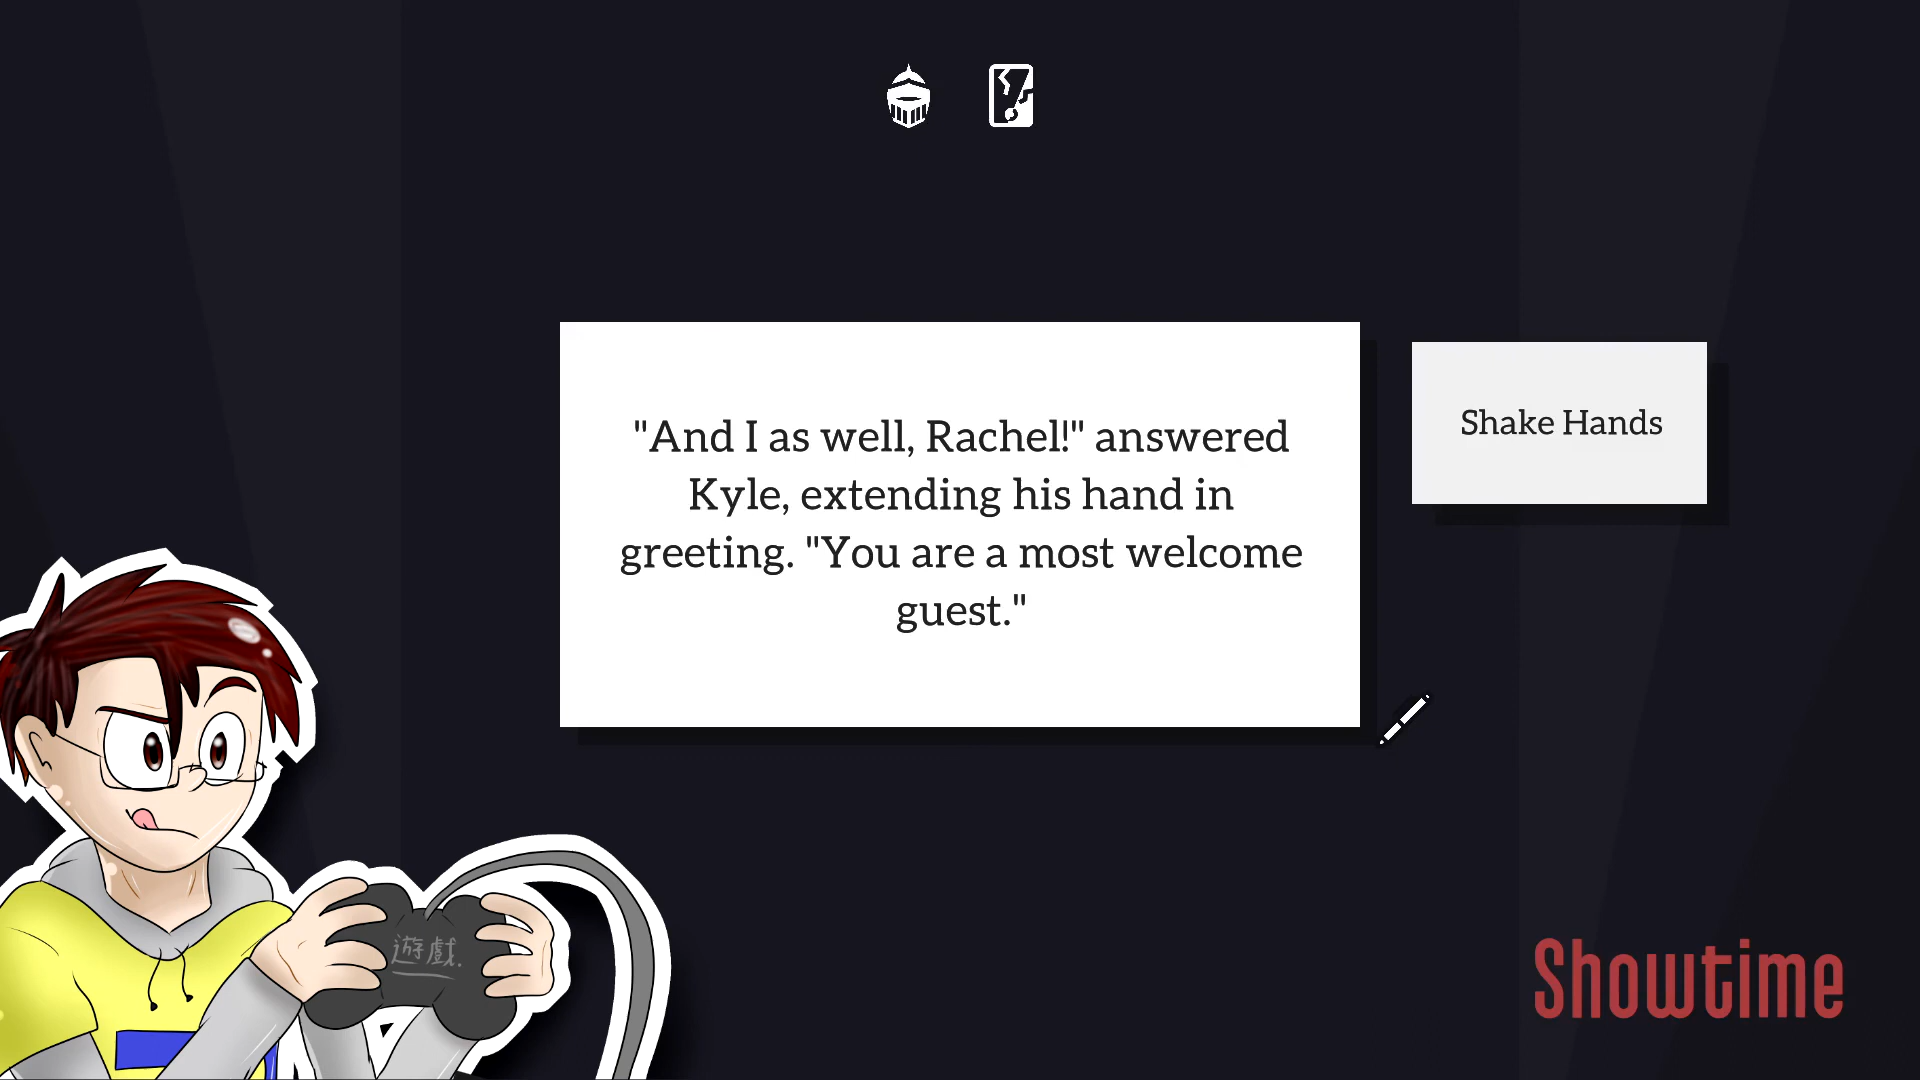 "And I as well, Rachel!" answered
Kyle, extending his hand in
greeting. "You are a most welcome
guest."
Shake Hands
遊戲.
Showtime